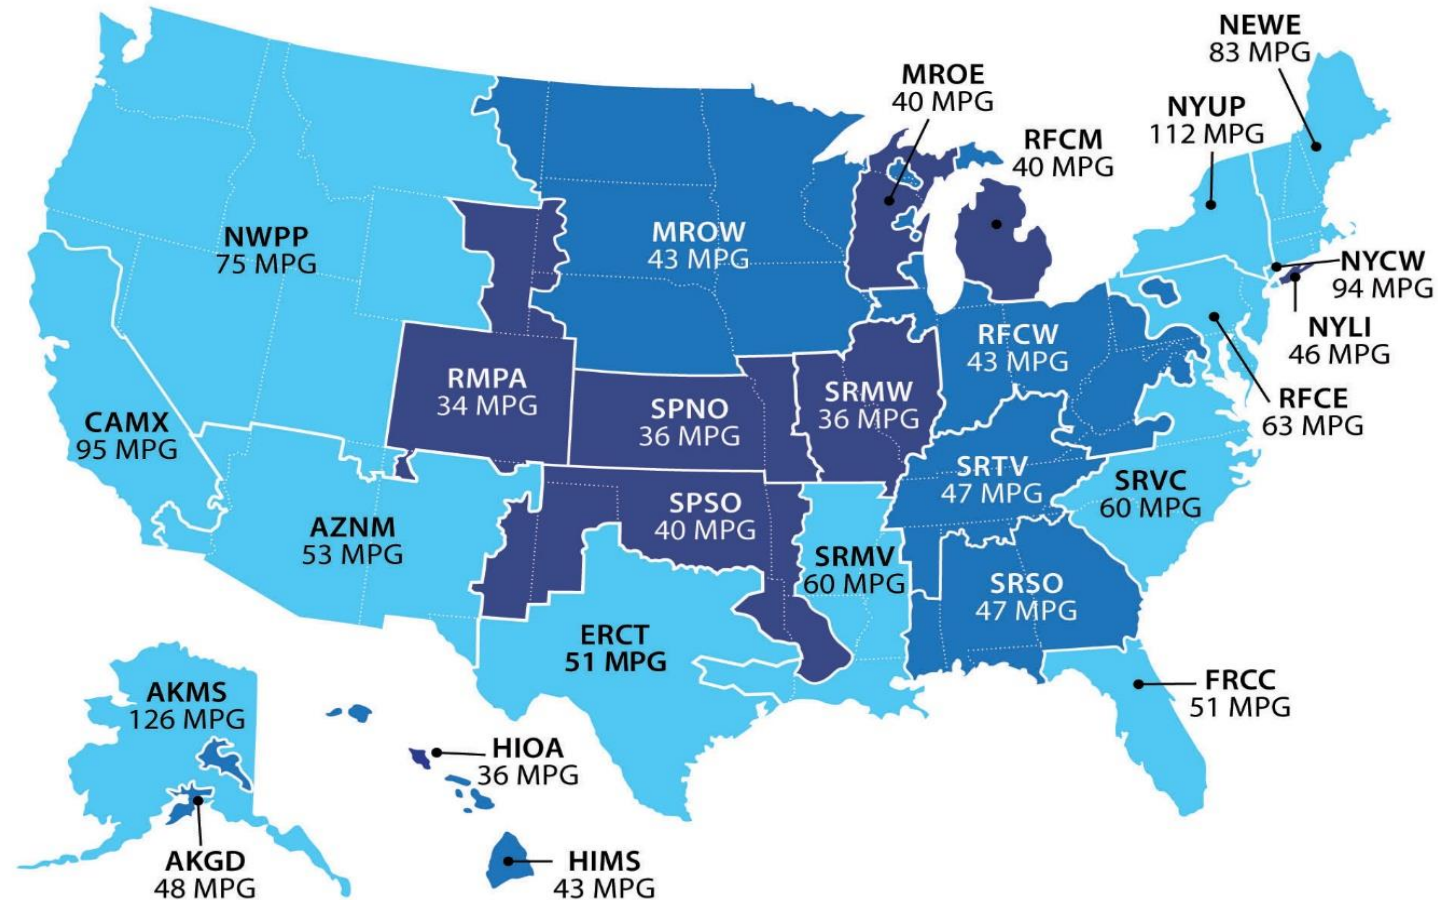 NEWE
83 MPG
MROE
40 MPG
NYUP
112 MPG
RFCM
40 MPG
NWPP
75 MPG
MROW
43 MPG
NYCW
94 MPG
NYLI
46 MPG
RFCW
43 MPG
RMPA
34 MPG
SPNO
36 MPG
SRMW
36 MPG
RFCE
63 MPG
CAMX
95 MPG
SRTV
47 MPG
SRVC
60 MPG
SPSO
40 MPG
AZNM
53 MPG
SRMV
60 MPG
SRSO
47 MPG
ERCT
51 MPG
FRCC
51 MPG
AKMS
126 MPG
HIOA
36 MPG
AKGD
48 MPG
HIMS
43 MPG